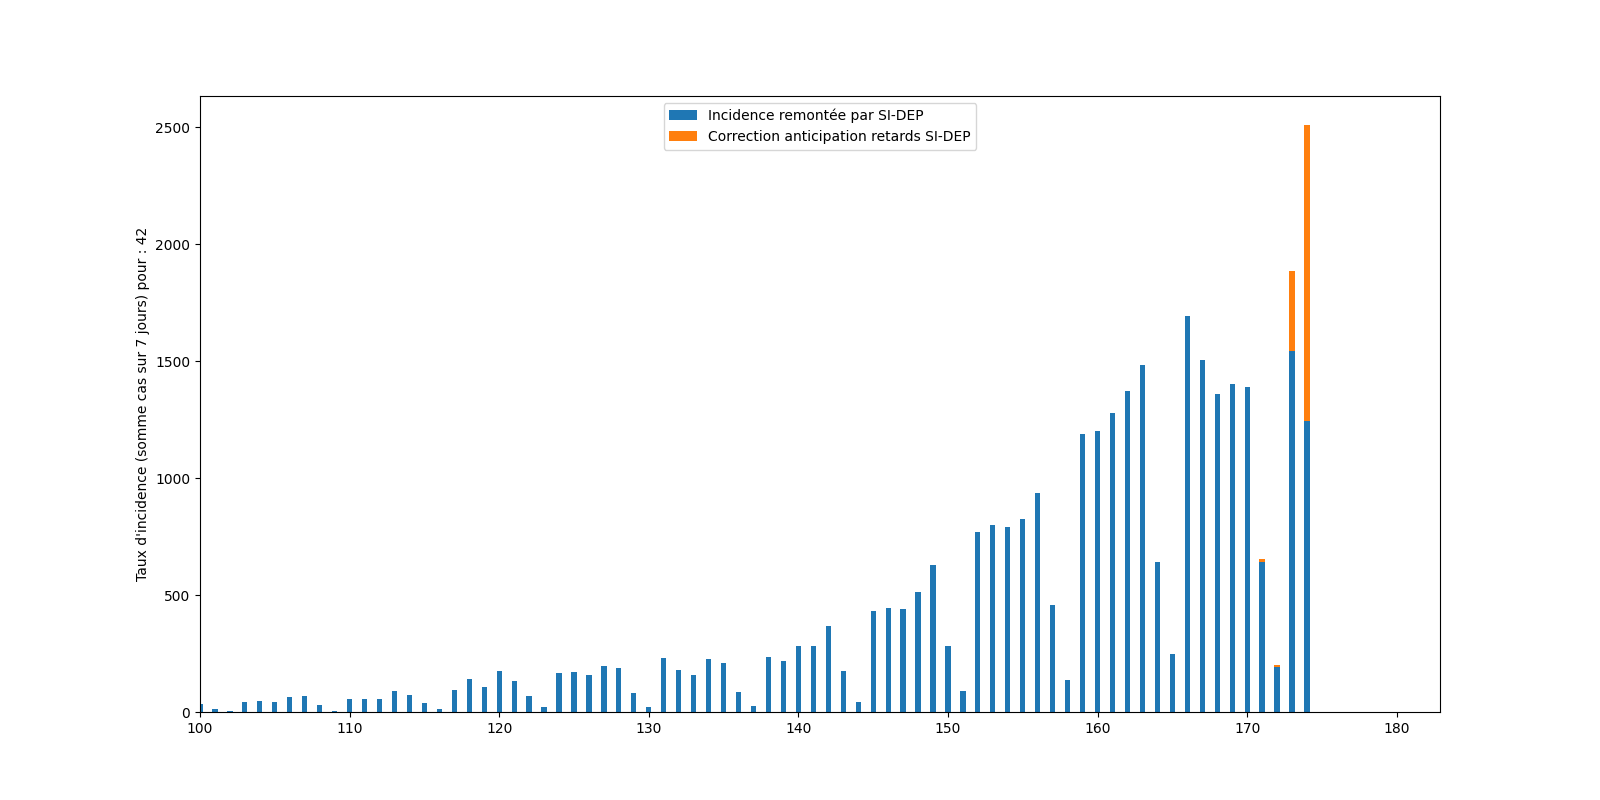 Incidence remontée par SI-DEP
Correction anticipation retards SI-DEP
Taux d'incidence (somme cas sur 7 jours) pour : 42
2500
2000
1500
1000
500
0
100 110 120 130 140 150 160 170 180